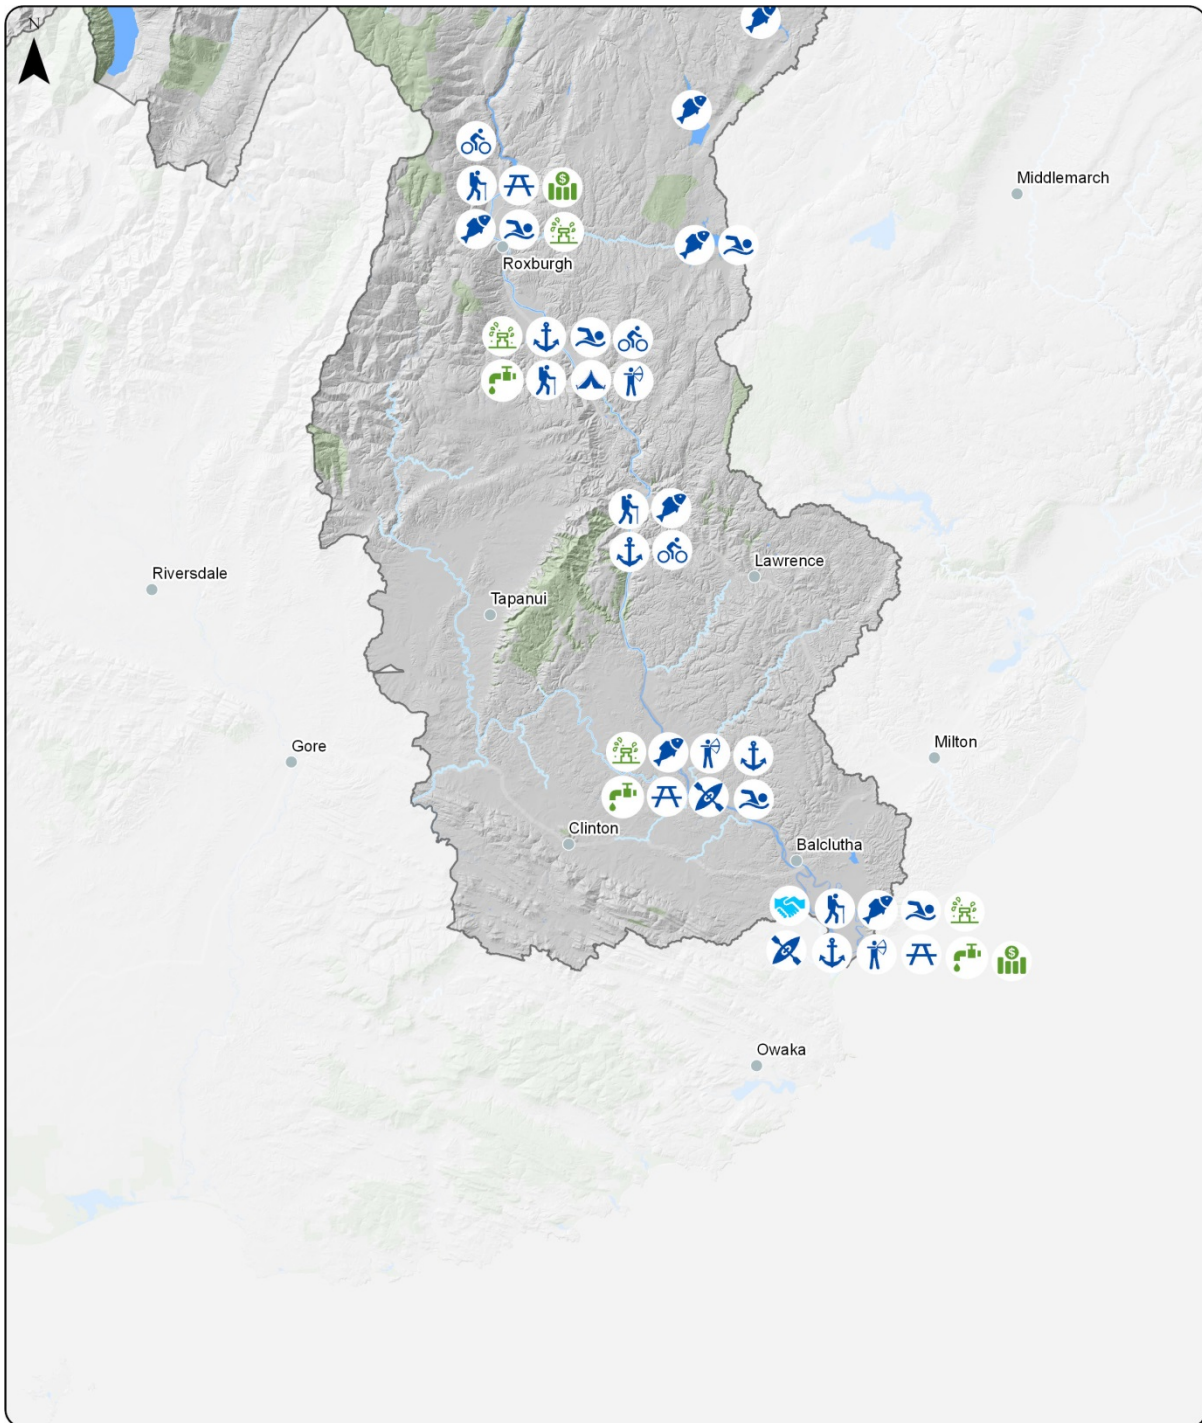 N
Middlemarch
Roxburgh
Lawrence
Riversdale
Tapanui
Gore
Milton
Clinton
Balclutha
Owaka